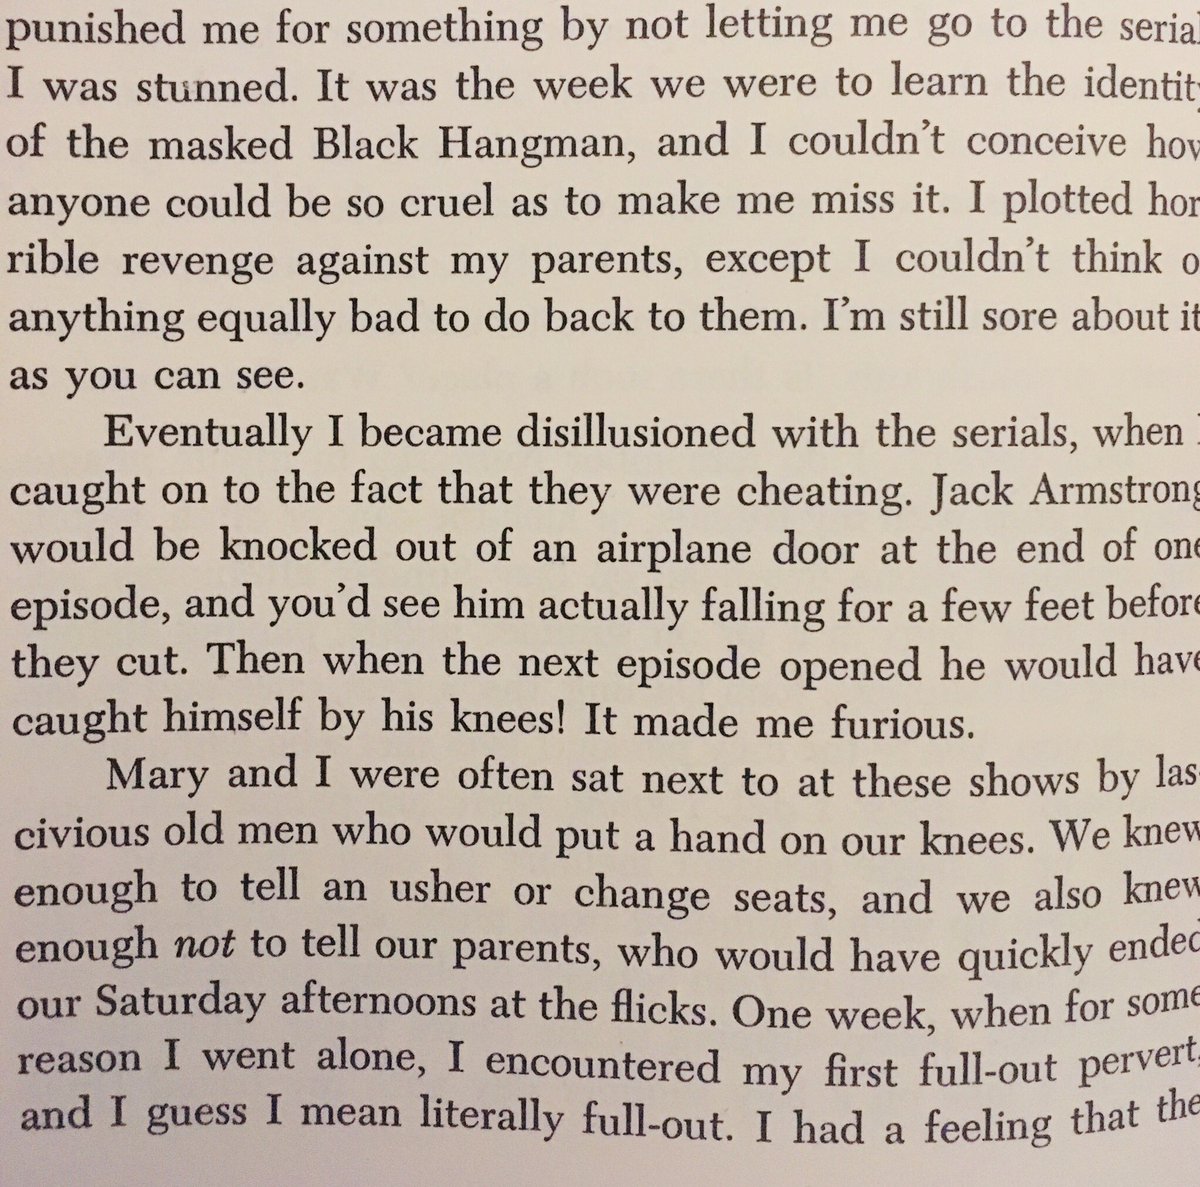 punished me for something by not letting me go to the serial
I was stunned. It was the week we were to learn the identity
of the masked Black Hangman, and I couldn't conceive how
anyone could be so cruel as to make me miss it. I plotted hor
rible revenge against my parents, except I couldn't think o
anything equally bad to do back to them. I'm still sore about it
as you can see.
Eventually I became disillusioned with the serials, when I
caught on to the fact that they were cheating. Jack Armstrong
would be knocked out of an airplane door at the end of one
episode, and you'd see him actually falling for a few feet before
they cut. Then when the next episode opened he would have
caught himself by his knees! It made me furious.
Mary and I were often sat next to at these shows by las-
civious old men who would put a hand on our knees. We knew
enough to tell an usher or change seats, and we also knew
enough not to tell our parents, who would have quickly ended
our Saturday afternoons at the flicks. One week, when for some
reason I went alone, I encountered my first full-out pervert,
and I guess I mean literally full-out. I had a feeling that the